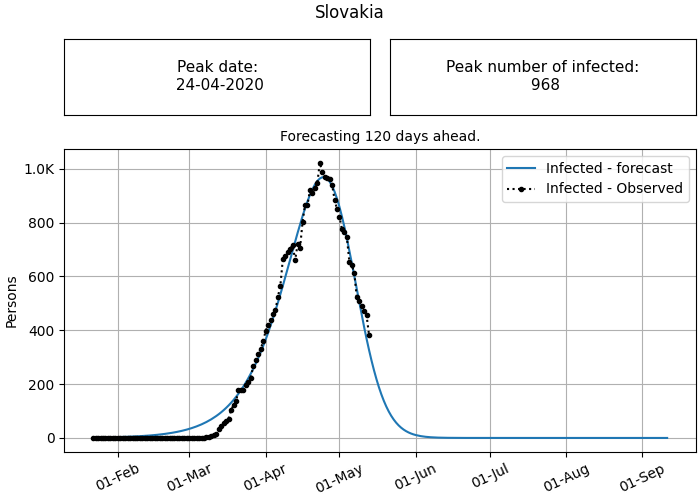 Slovakia
Peak date:
24-04-2020
Peak number of infected:
968
Forecasting 120 days ahead.
Infected - forecast
Infected - Observed
Persons
1.0K
800
600
400
200
0
01-Feb
01-Mar
01-Apr
01-May
01-Jun
01-Jul
01-Aug
01-Sep